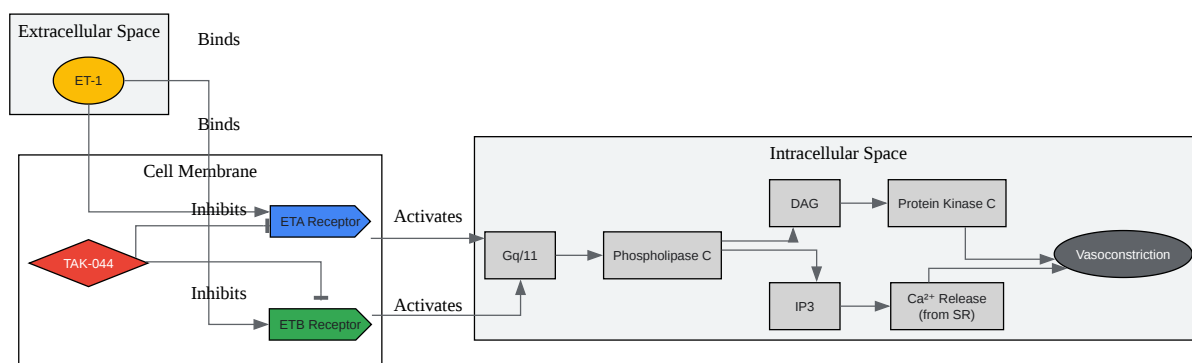 Extracellular Space
Binds
ET-1
Binds
Cell Membrane
Inhibits
ETA Receptor
TAK-044
Inhibits
ETB Receptor
Activates
Activates
Intracellular Space
Gq/11
Phospholipase C
DAG
Protein Kinase C
IP3
Ca²⁺ Release
(from SR)
Vasoconstriction